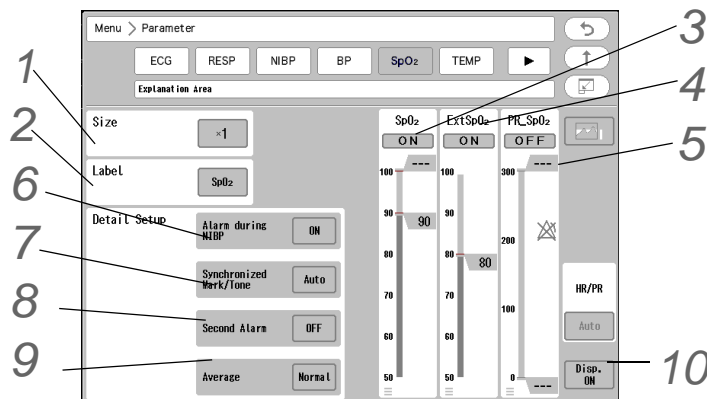 Menu > Parameter
ECG RESP NIBP BP SpO₂ TEMP ▶
Explanation Area
1
2
3
4
5
6
7
8
9
10
Size
×1
Label
SpO₂
Detail Setup
Alarm during NIBP
ON
Synchronized Mark/Tone
Auto
Second Alarm
OFF
Average
Normal
SpO₂
ON
---
100
90
80
70
60
50
90
ExtSpO₂
ON
100
90
80
70
60
50
80
PR_SpO₂
OFF
---
300
200
100
0
---
HR/PR
Auto
Disp. ON